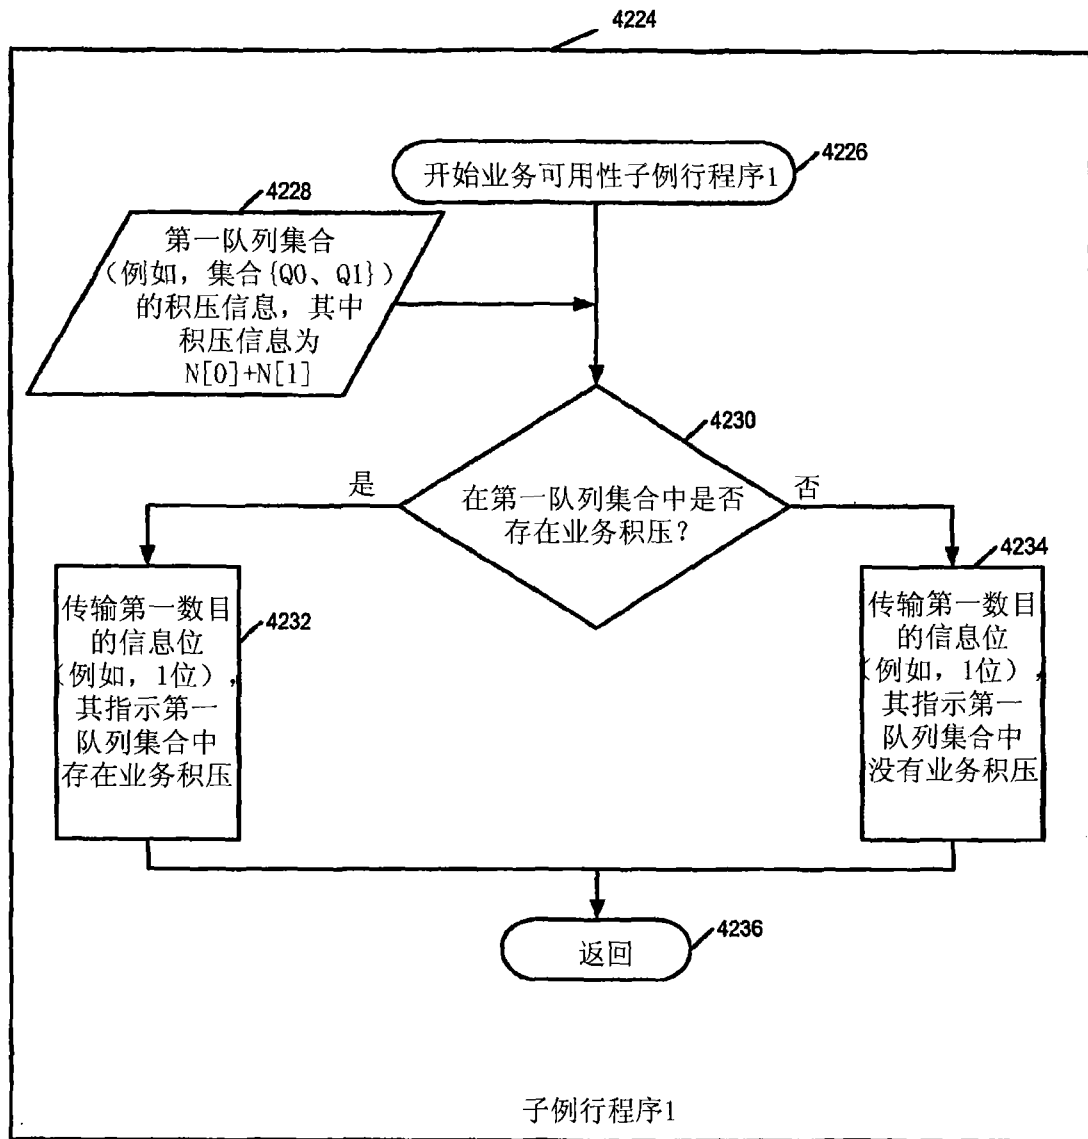 4224
开始业务可用性子例行程序1
4226
4228
第一队列集合
（例如，集合{Q0、Q1}）
的积压信息，其中
积压信息为
N[0]+N[1]
4230
在第一队列集合中是否
存在业务积压？
是
否
4232
传输第一数目
的信息位
（例如，1位），
其指示第一
队列集合中
存在业务积压
4234
传输第一数目
的信息位
（例如，1位），
其指示第一
队列集合中
没有业务积压
返回
4236
子例行程序1